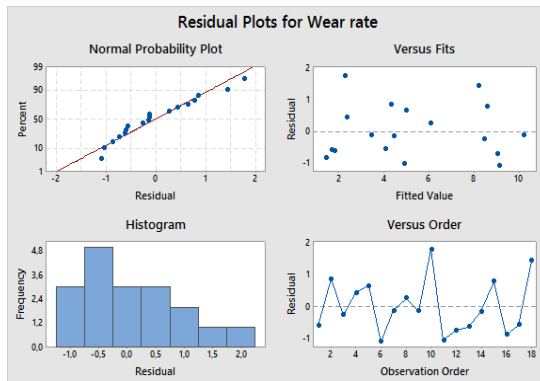 Residual Plots for Wear rate
Normal Probability Plot
99
90
50
10
1
Percent
-2 -1 0 1 2
Residual
Versus Fits
2
1
0
-1
Residual
2 4 6 8 10
Fitted Value
Histogram
4,8
3,6
2,4
1,2
0,0
Frequency
-1,0 -0,5 0,0 0,5 1,0 1,5 2,0
Residual
Versus Order
2
1
0
-1
Residual
2 4 6 8 10 12 14 16 18
Observation Order